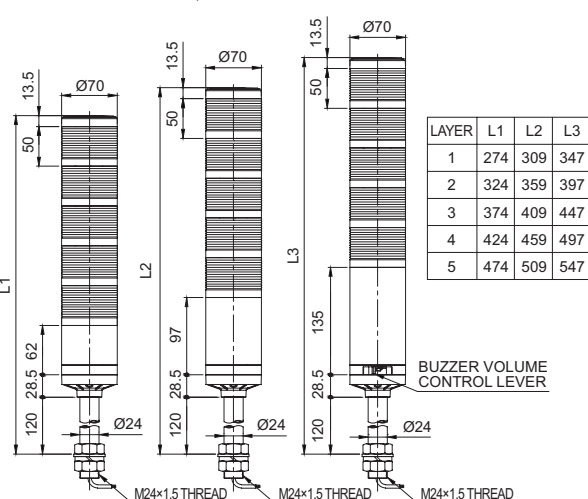 13.5
Ø70
50
L1
62
28.5
120
Ø24
M24×1.5 THREAD
13.5
Ø70
50
L2
97
28.5
120
Ø24
M24×1.5 THREAD
13.5
Ø70
50
L3
135
28.5
120
Ø24
M24×1.5 THREAD
BUZZER VOLUME
CONTROL LEVER
LAYER L1 L2 L3
1 274 309 347
2 324 359 397
3 374 409 447
4 424 459 497
5 474 509 547